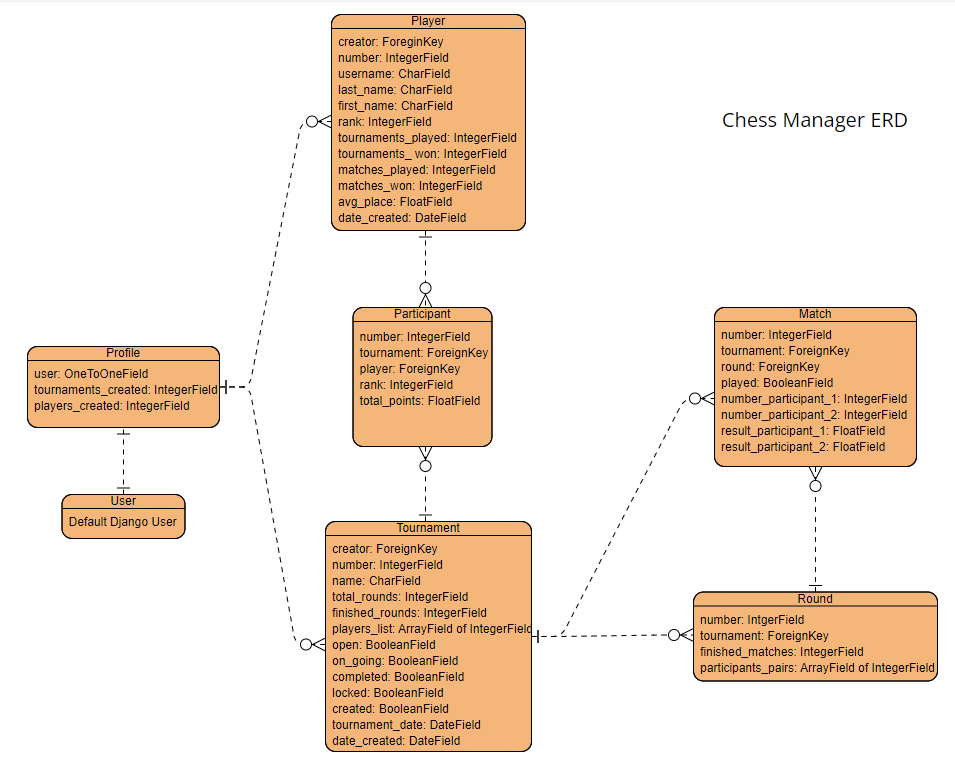 Player
creator: ForeginKey
number: IntegerField
username: CharField
last_name: CharField
first_name: CharField
rank: IntegerField
tournaments_played: IntegerField
tournaments_ won: IntegerField
matches_played: IntegerField
matches_won: IntegerField
avg_place: FloatField
date_created: DateField
Chess Manager ERD
Participant
number: IntegerField
tournament: ForeignKey
player: ForeignKey
rank: IntegerField
total_points: FloatField
Match
number: IntegerField
tournament: ForeignKey
round: ForeignKey
played: BooleanField
number_participant_1: IntegerField
number_participant_2: IntegerField
result_participant_1: FloatField
result_participant_2: FloatField
Profile
user: OneToOneField
tournaments_created: IntegerField
players_created: IntegerField
User
Default Django User
Tournament
creator: ForeignKey
number: IntegerField
name: CharField
total_rounds: IntegerField
finished_rounds: IntegerField
players_list: ArrayField of IntegerField
open: BooleanField
on_going: BooleanField
completed: BooleanField
locked: BooleanField
created: BooleanField
tournament_date: DateField
date_created: DateField
Round
number: IntgerField
tournament: ForeignKey
finished_matches: IntegerField
participants_pairs: ArrayField of IntegerField